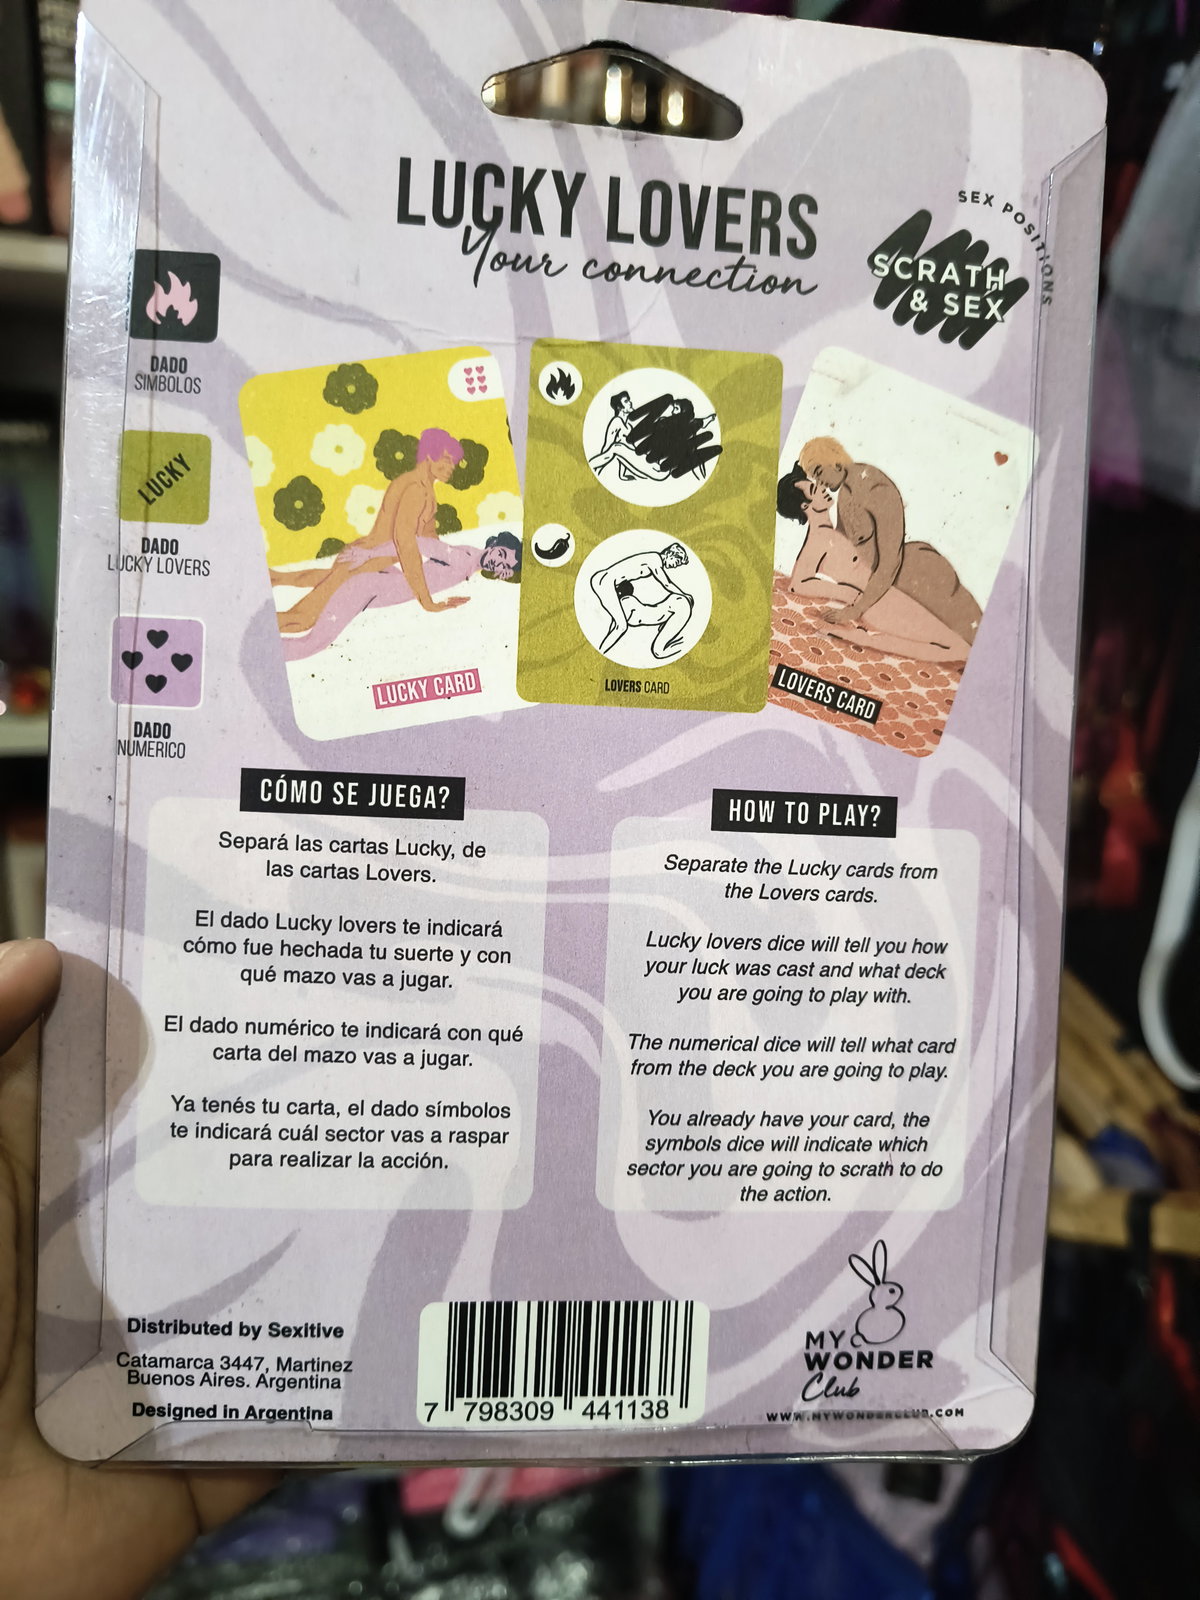 LUCKY LOVERS
Your connection
SEX POSITIONS
SCRATH
& SEX
DADO
SIMBOLOS
LUCKY
DADO
LUCKY LOVERS
DADO
NUMERICO
LUCKY CARD
LOVERS CARD
LOVERS CARD
CÓMO SE JUEGA?
Separá las cartas Lucky, de
las cartas Lovers.
El dado Lucky lovers te indicará
cómo fue hechada tu suerte y con
qué mazo vas a jugar.
El dado numérico te indicará con qué
carta del mazo vas a jugar.
Ya tenés tu carta, el dado símbolos
te indicará cuál sector vas a raspar
para realizar la acción.
HOW TO PLAY?
Separate the Lucky cards from
the Lovers cards.
Lucky lovers dice will tell you how
your luck was cast and what deck
you are going to play with.
The numerical dice will tell what card
from the deck you are going to play.
You already have your card, the
symbols dice will indicate which
sector you are going to scrath to do
the action.
Distributed by Sexitive
Catamarca 3447, Martinez
Buenos Aires. Argentina
Designed in Argentina
7 798309 441138
MY
WONDER
Club
WWW.MYWONDERCLUB.COM